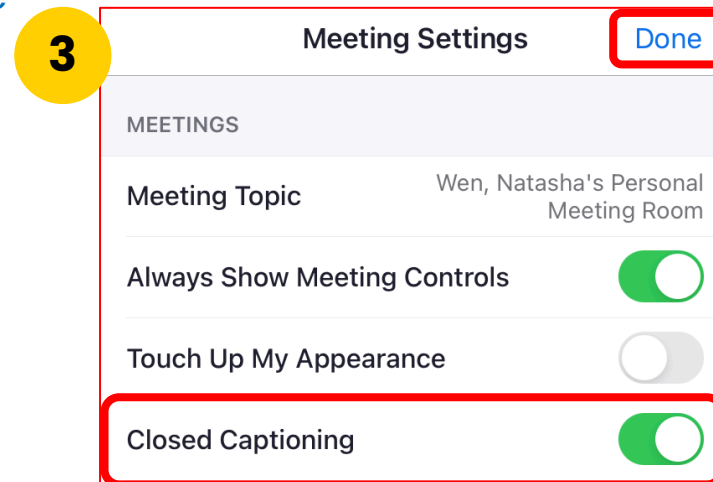 3
Meeting Settings
Done
MEETINGS
Meeting Topic
Wen, Natasha's Personal
Meeting Room
Always Show Meeting Controls
Touch Up My Appearance
Closed Captioning